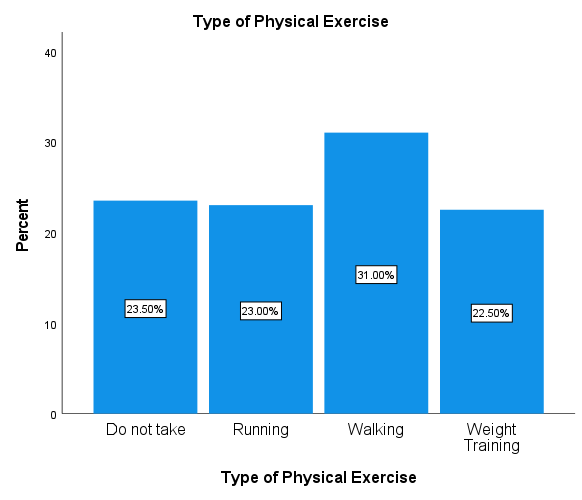 Type of Physical Exercise
40
30
20
10
0
Percent
23.50%
23.00%
31.00%
22.50%
Do not take
Running
Walking
Weight
Training
Type of Physical Exercise